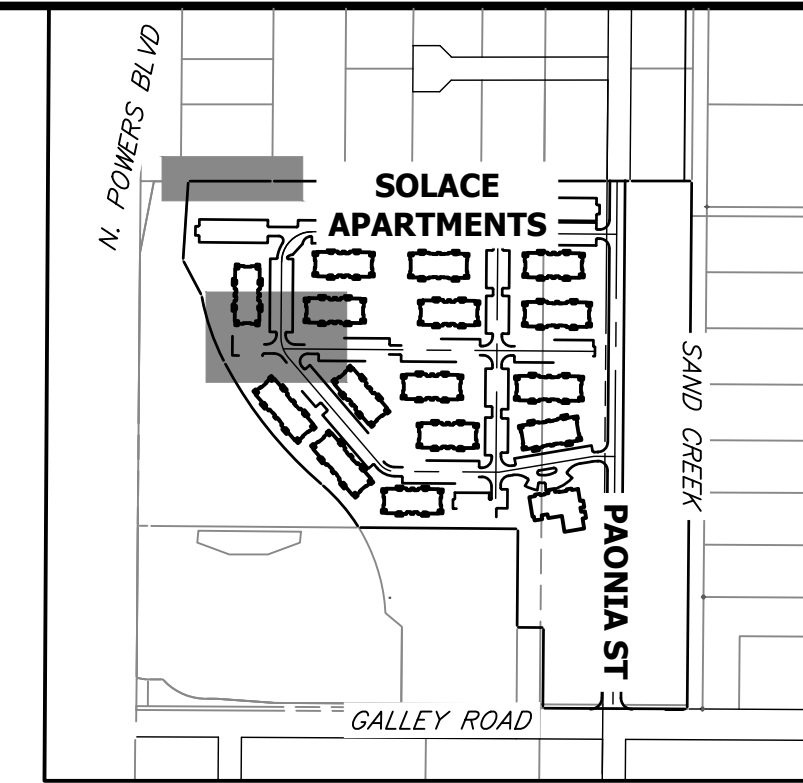 N. POWERS BLVD
SOLACE
APARTMENTS
SAND CREEK
PAONIA ST
GALLEY ROAD